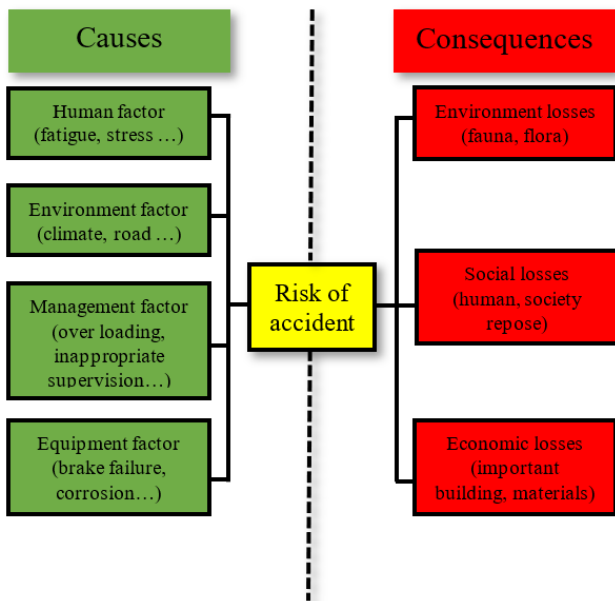 Causes
Human factor
(fatigue, stress …)
Environment factor
(climate, road …)
Management factor
(over loading,
inappropriate
supervision…)
Equipment factor
(brake failure,
corrosion…)
Risk of
accident
Consequences
Environment losses
(fauna, flora)
Social losses
(human, society
repose)
Economic losses
(important
building, materials)